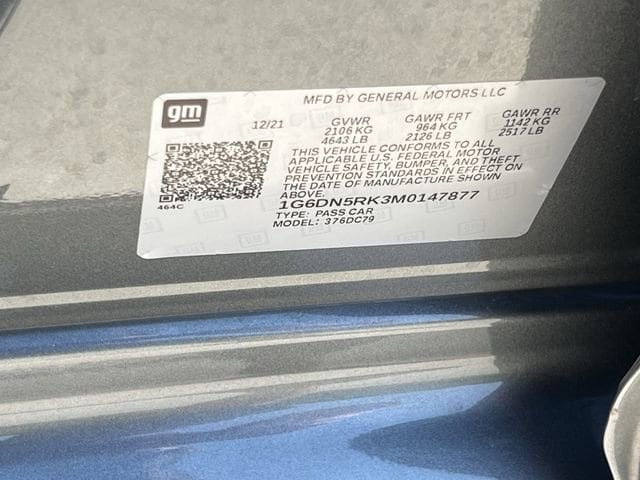 gm
MFD BY GENERAL MOTORS LLC
12/21 GVWR GAWR FRT GAWR RR
2106 KG 964 KG 1142 KG
4643 LB 2126 LB 2517 LB
THIS VEHICLE CONFORMS TO ALL
APPLICABLE U.S. FEDERAL MOTOR
VEHICLE SAFETY, BUMPER, AND THEFT
PREVENTION STANDARDS IN EFFECT ON
THE DATE OF MANUFACTURE SHOWN
ABOVE.
464C
1G6DN5RK3M0147877
TYPE: PASS CAR
MODEL: 376DC79